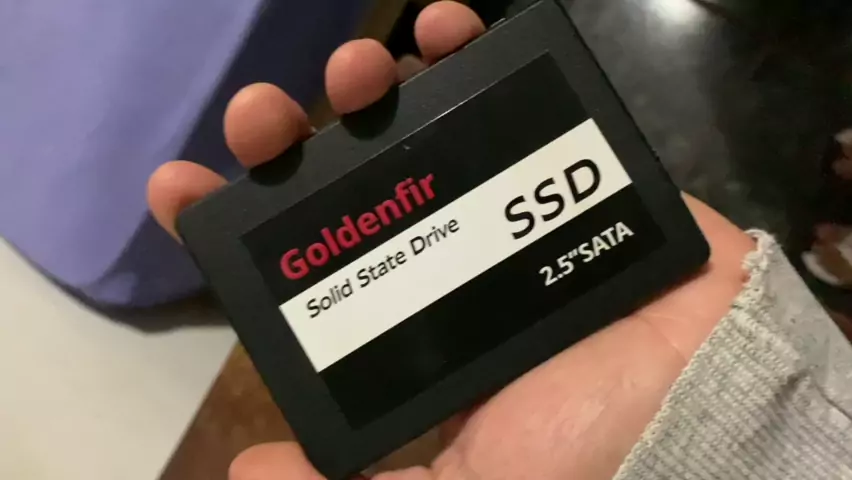 Goldenfir
Solid State Drive
SSD
2.5"SATA